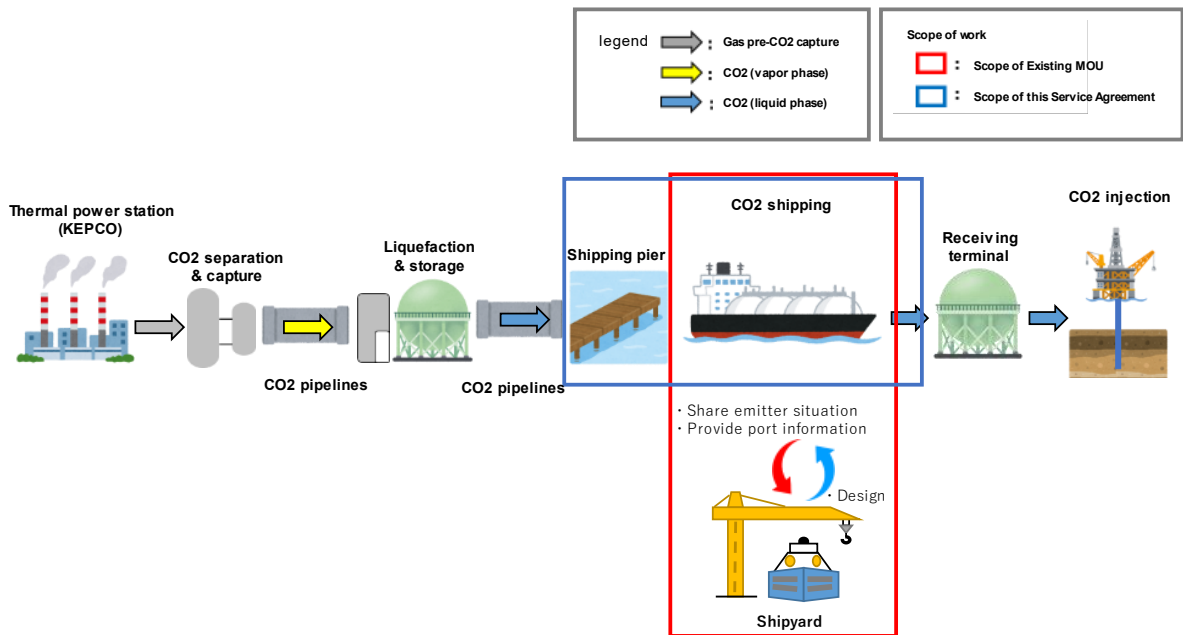 legend
: Gas pre-CO2 capture
: CO2 (vapor phase)
: CO2 (liquid phase)
Scope of work
: Scope of Existing MOU
: Scope of this Service Agreement
Thermal power station
(KEPCO)
CO2 separation
& capture
CO2 pipelines
Liquefaction
& storage
CO2 pipelines
Shipping pier
CO2 shipping
Receiving
terminal
CO2 injection
・Share emitter situation
・Provide port information
・Design
Shipyard